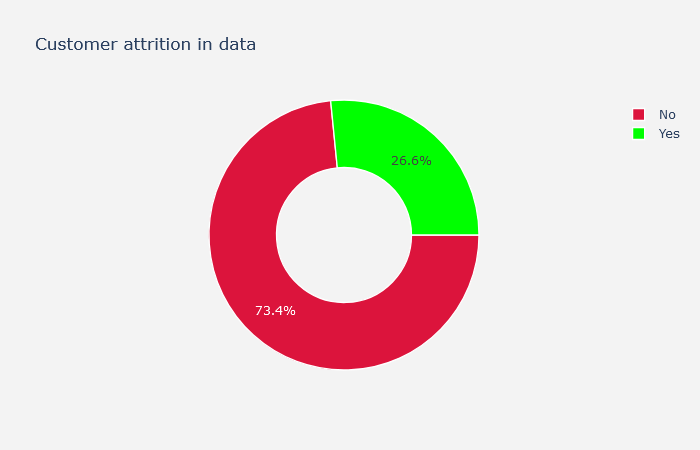 Customer attrition in data
No
Yes
26.6%
73.4%